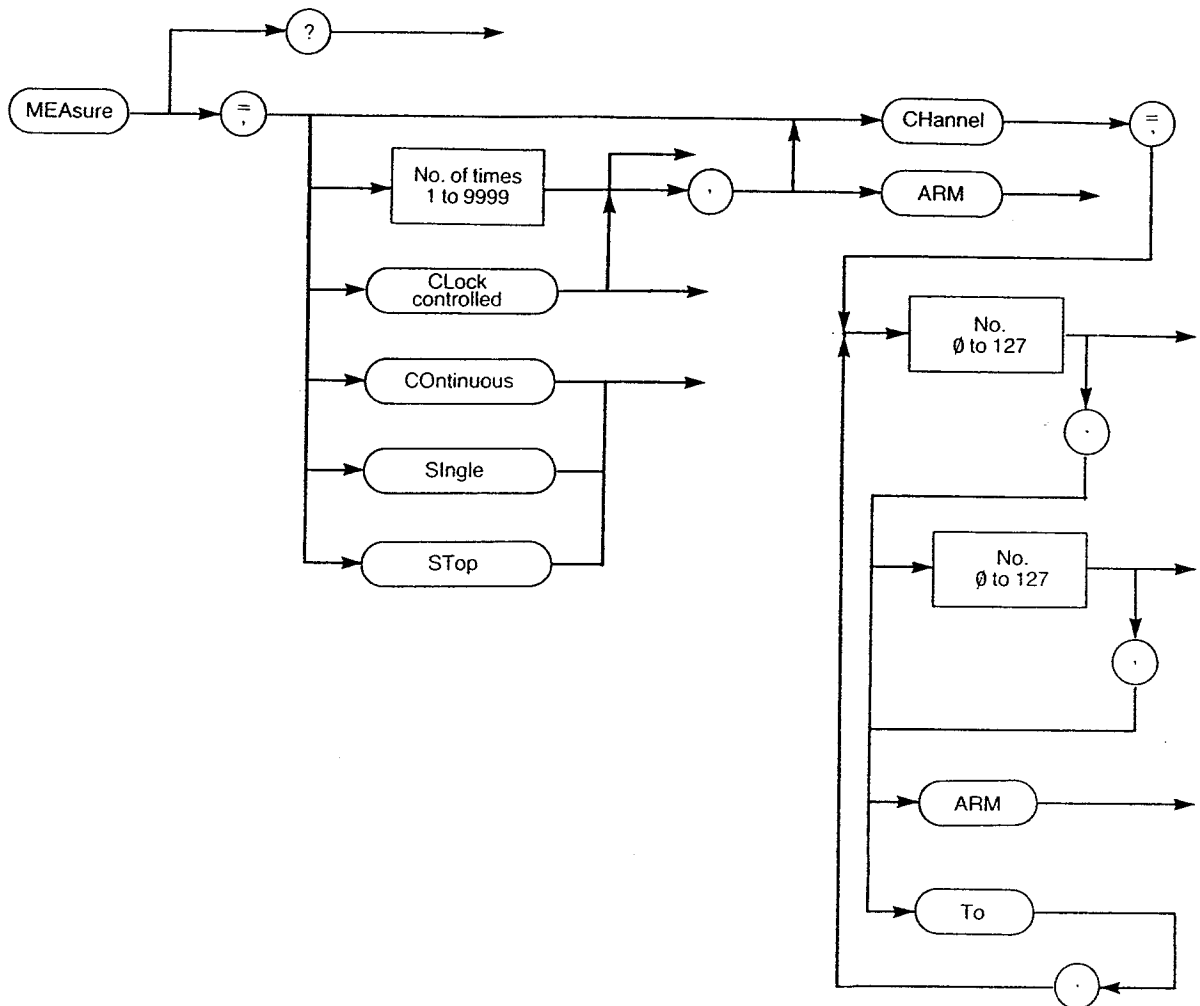 ?
MEAsure
=
,
CHannel
=
,
No. of times
1 to 9999
,
ARM
CLock
controlled
No.
Ø to 127
COntinuous
,
SIngle
No.
Ø to 127
STop
,
ARM
To
,